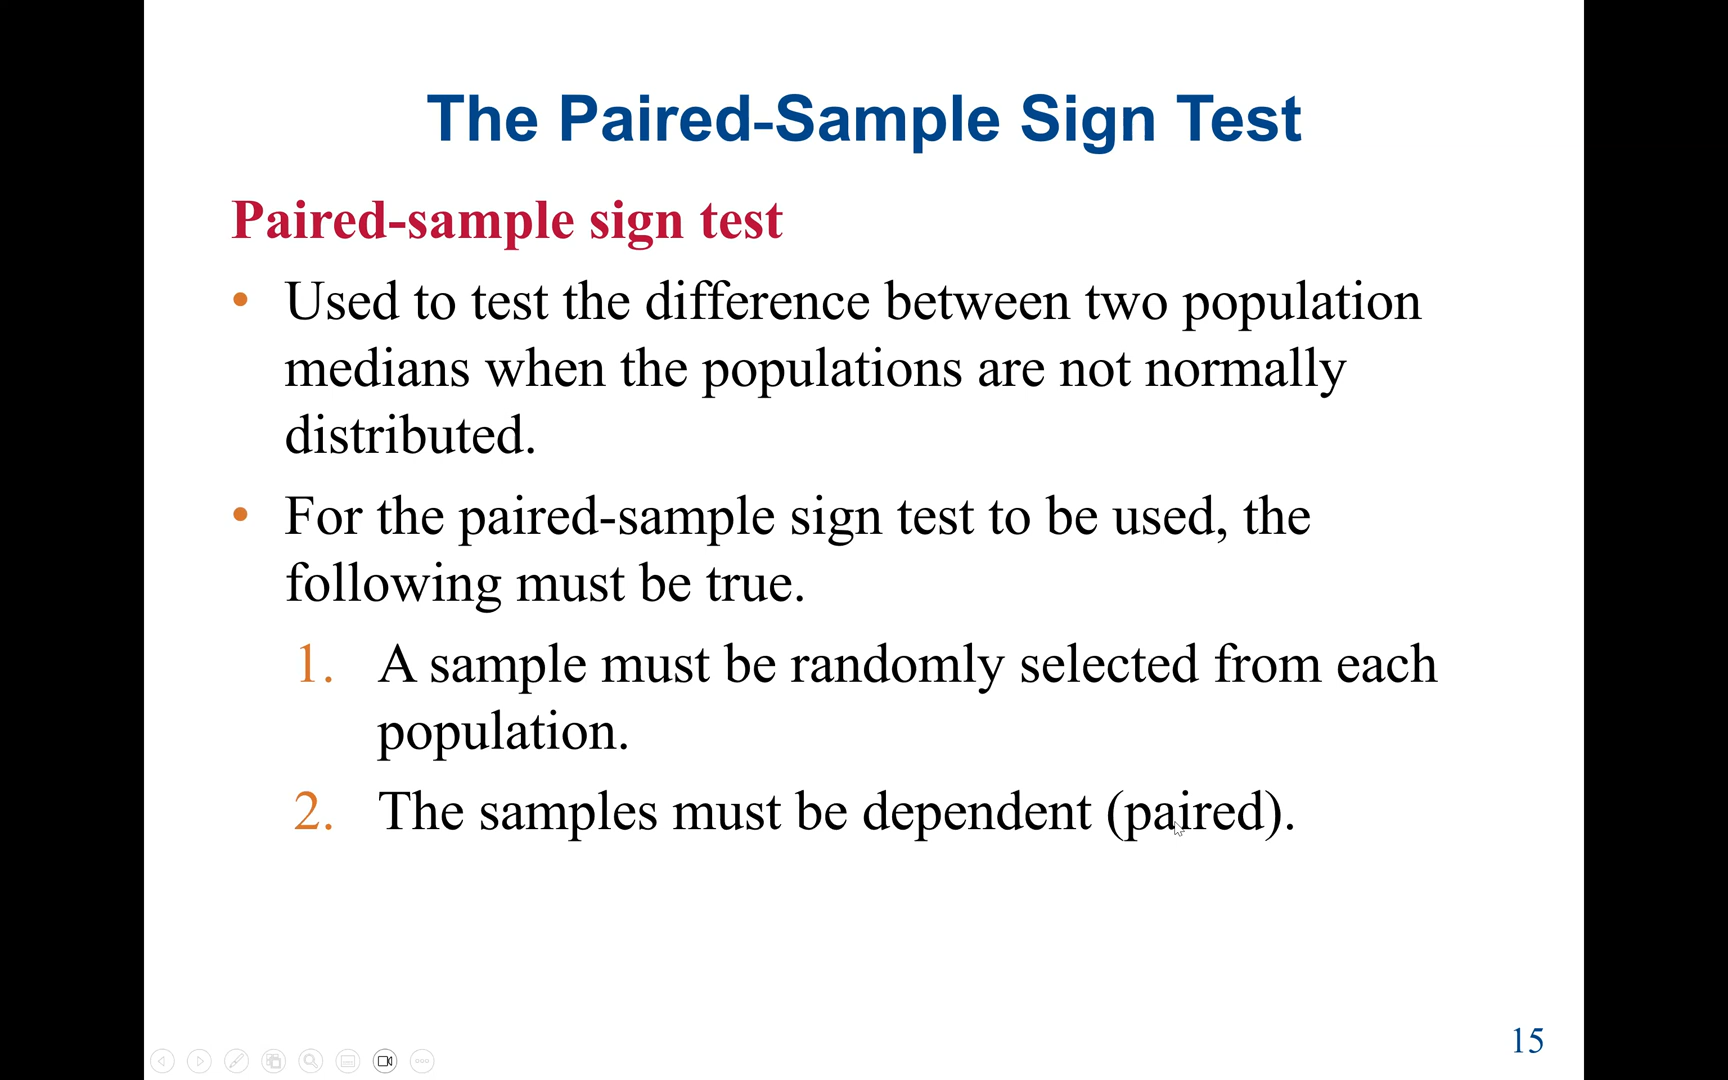 The Paired-Sample Sign Test
Paired-sample sign test
• Used to test the difference between two population
medians when the populations are not normally
distributed.
• For the paired-sample sign test to be used, the
following must be true.
1. A sample must be randomly selected from each
population.
2. The samples must be dependent (paired).
15